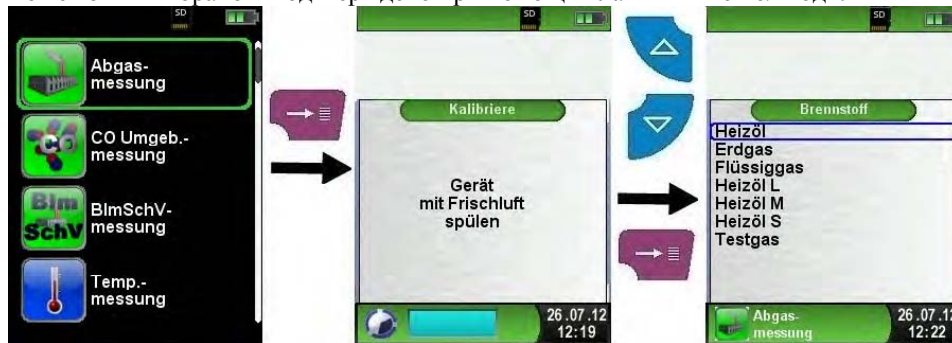 SD
Abgas-
messung
CO Umgeb.-
messung
BImSchV-
messung
Temp.-
messung
SD
Kalibriere
Gerät
mit Frischluft
spülen
26.07.12
12:19
SD
Brennstoff
Heizöl
Erdgas
Flüssiggas
Heizöl L
Heizöl M
Heizöl S
Testgas
Abgas-
messung
26.07.12
12:22